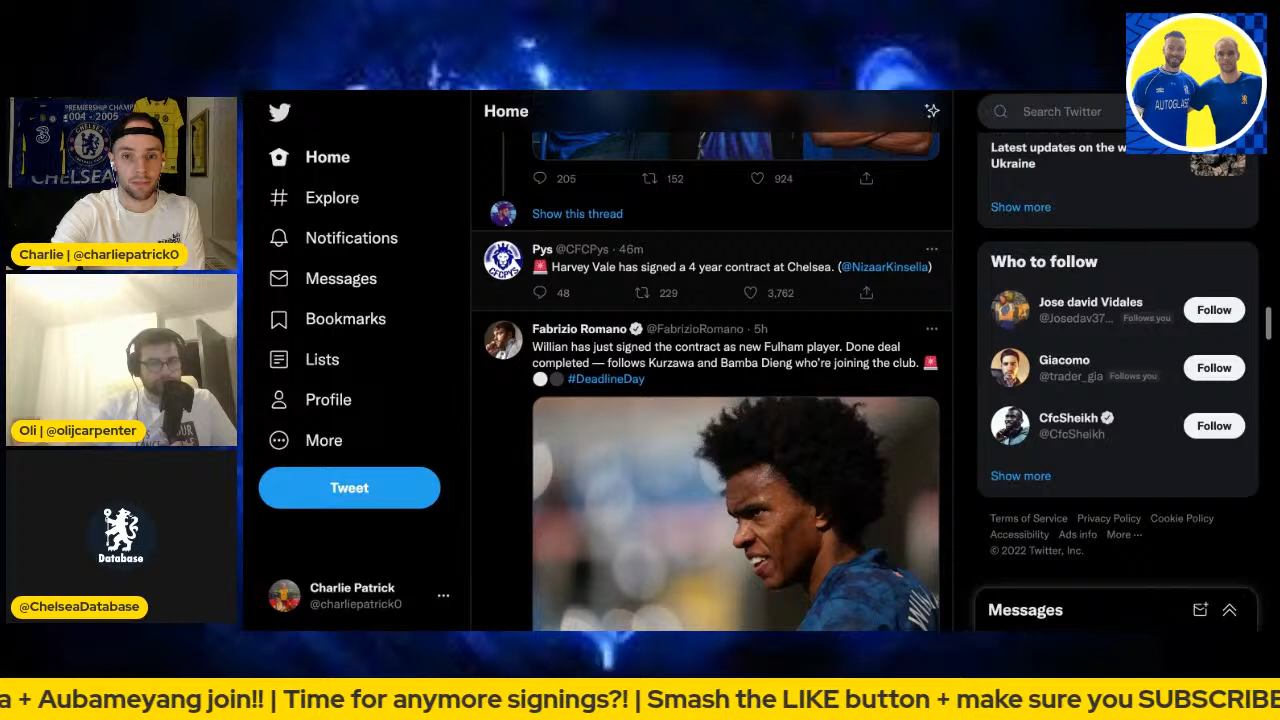 PREMIERSHIP CHAMP
2004 - 2005
3
CHELSEA
Charlie | @charliepatrick0
Oli | @olijcarpenter
Database
@ChelseaDatabase
Home
Explore
Notifications
Messages
Bookmarks
Lists
Profile
More
Tweet
Charlie Patrick
@charliepatrick0
Home
205 152 924
Show this thread
CFCPYS
Pys @CFCPys · 46m
🚨 Harvey Vale has signed a 4 year contract at Chelsea. (@NizaarKinsella)
48 229 3,762
Fabrizio Romano @FabrizioRomano · 5h
Willian has just signed the contract as new Fulham player. Done deal
completed — follows Kurzawa and Bamba Dieng who're joining the club. 🚨
⚪⚫ #DeadlineDay
Search Twitter
AUTOGLASS
Latest updates on the w
Ukraine
Show more
Who to follow
Jose david Vidales
@Josedav37... Follows you
Follow
Giacomo
@trader_gia Follows you
Follow
CfcSheikh
@CfcSheikh
Follow
Show more
Terms of Service Privacy Policy Cookie Policy
Accessibility Ads info More ···
© 2022 Twitter, Inc.
Messages
a + Aubameyang join!! | Time for anymore signings?! | Smash the LIKE button + make sure you SUBSCRIBE